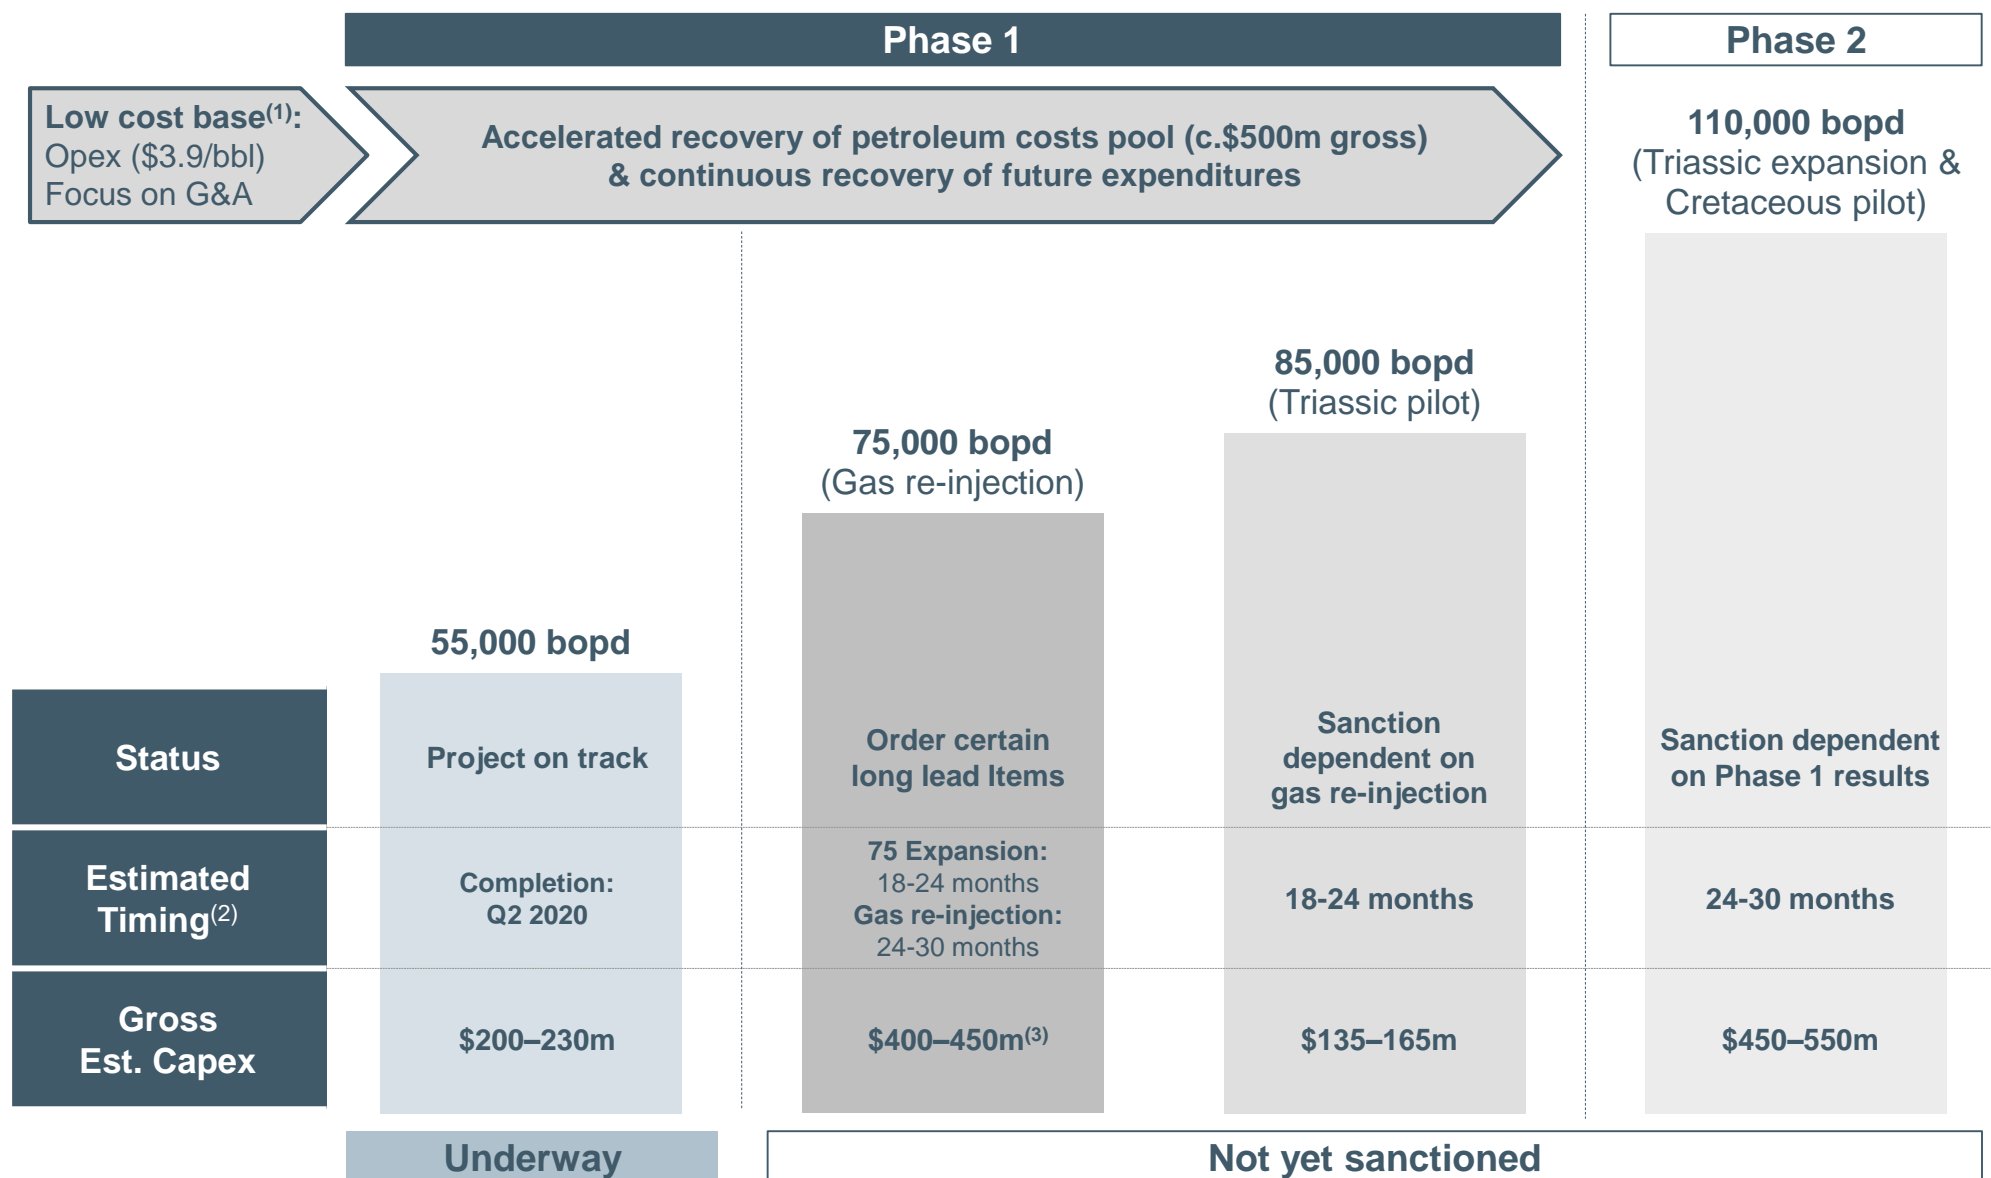 Phase 1
Phase 2
Low cost base(1):
Opex ($3.9/bbl)
Focus on G&A
Accelerated recovery of petroleum costs pool (c.$500m gross)
& continuous recovery of future expenditures
110,000 bopd
(Triassic expansion &
Cretaceous pilot)
85,000 bopd
(Triassic pilot)
75,000 bopd
(Gas re-injection)
55,000 bopd
Status
Project on track
Order certain
long lead Items
Sanction
dependent on
gas re-injection
Sanction dependent
on Phase 1 results
Estimated
Timing(2)
Completion:
Q2 2020
75 Expansion:
18-24 months
Gas re-injection:
24-30 months
18-24 months
24-30 months
Gross
Est. Capex
$200–230m
$400–450m(3)
$135–165m
$450–550m
Underway
Not yet sanctioned